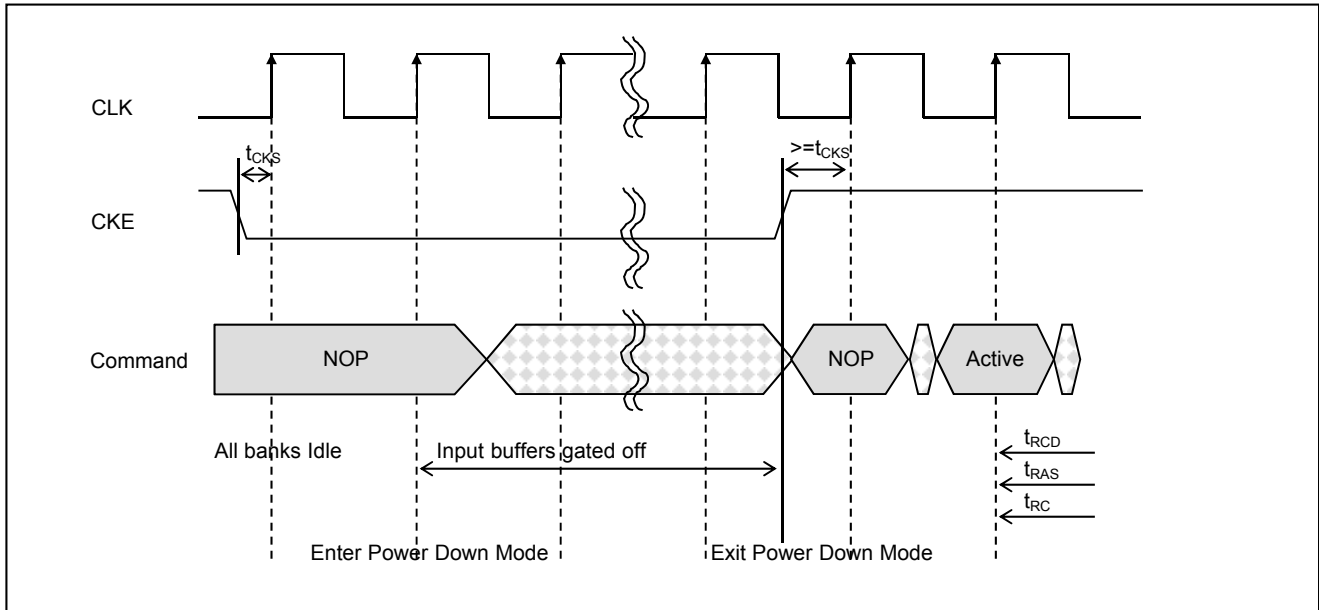 CLK
tCKS
>=tCKS
CKE
Command
NOP
NOP
Active
All banks Idle
Input buffers gated off
tRCD
tRAS
tRC
Enter Power Down Mode
Exit Power Down Mode